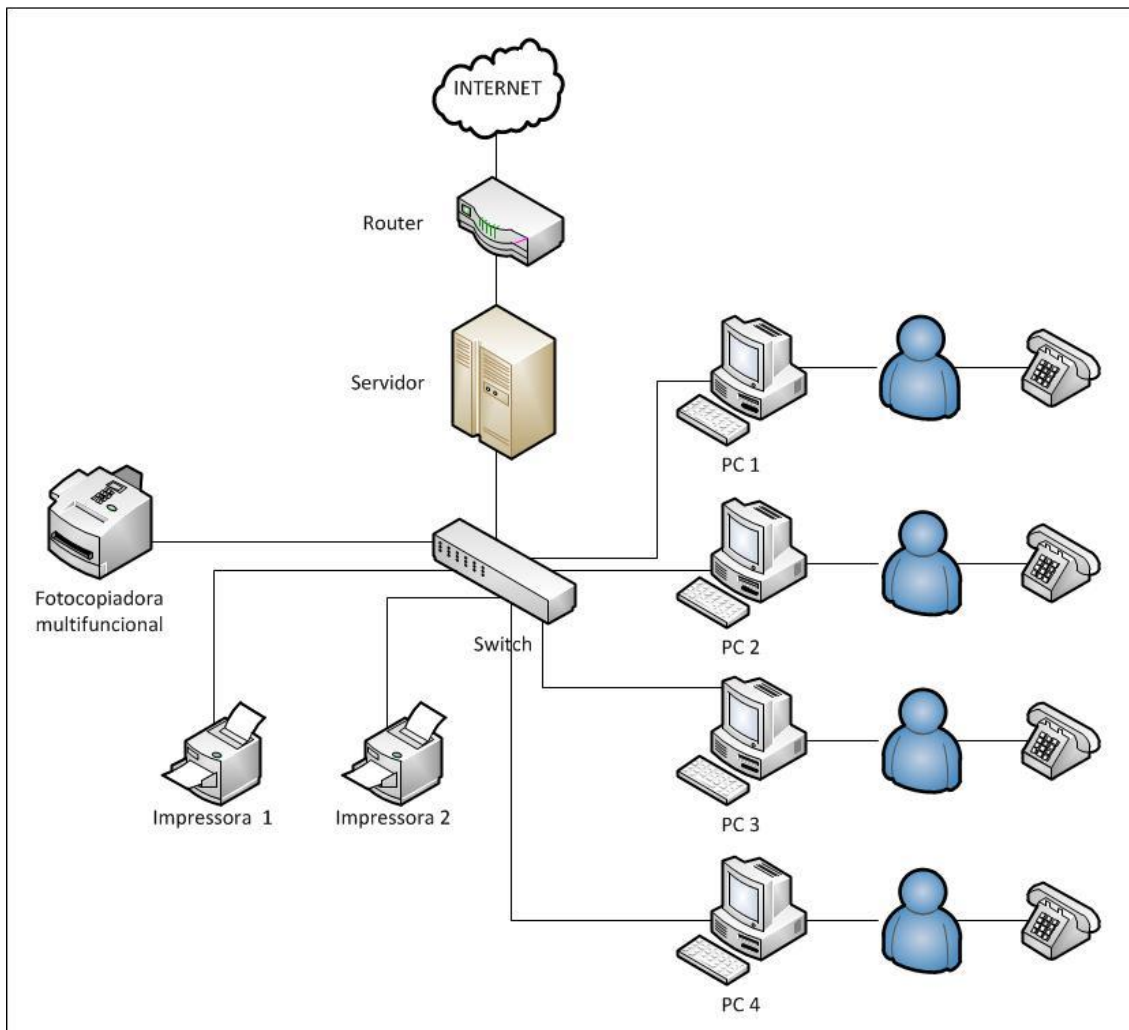 INTERNET
Router
Servidor
PC 1
Fotocopiadora
multifuncional
Switch
PC 2
Impressora 1
Impressora 2
PC 3
PC 4